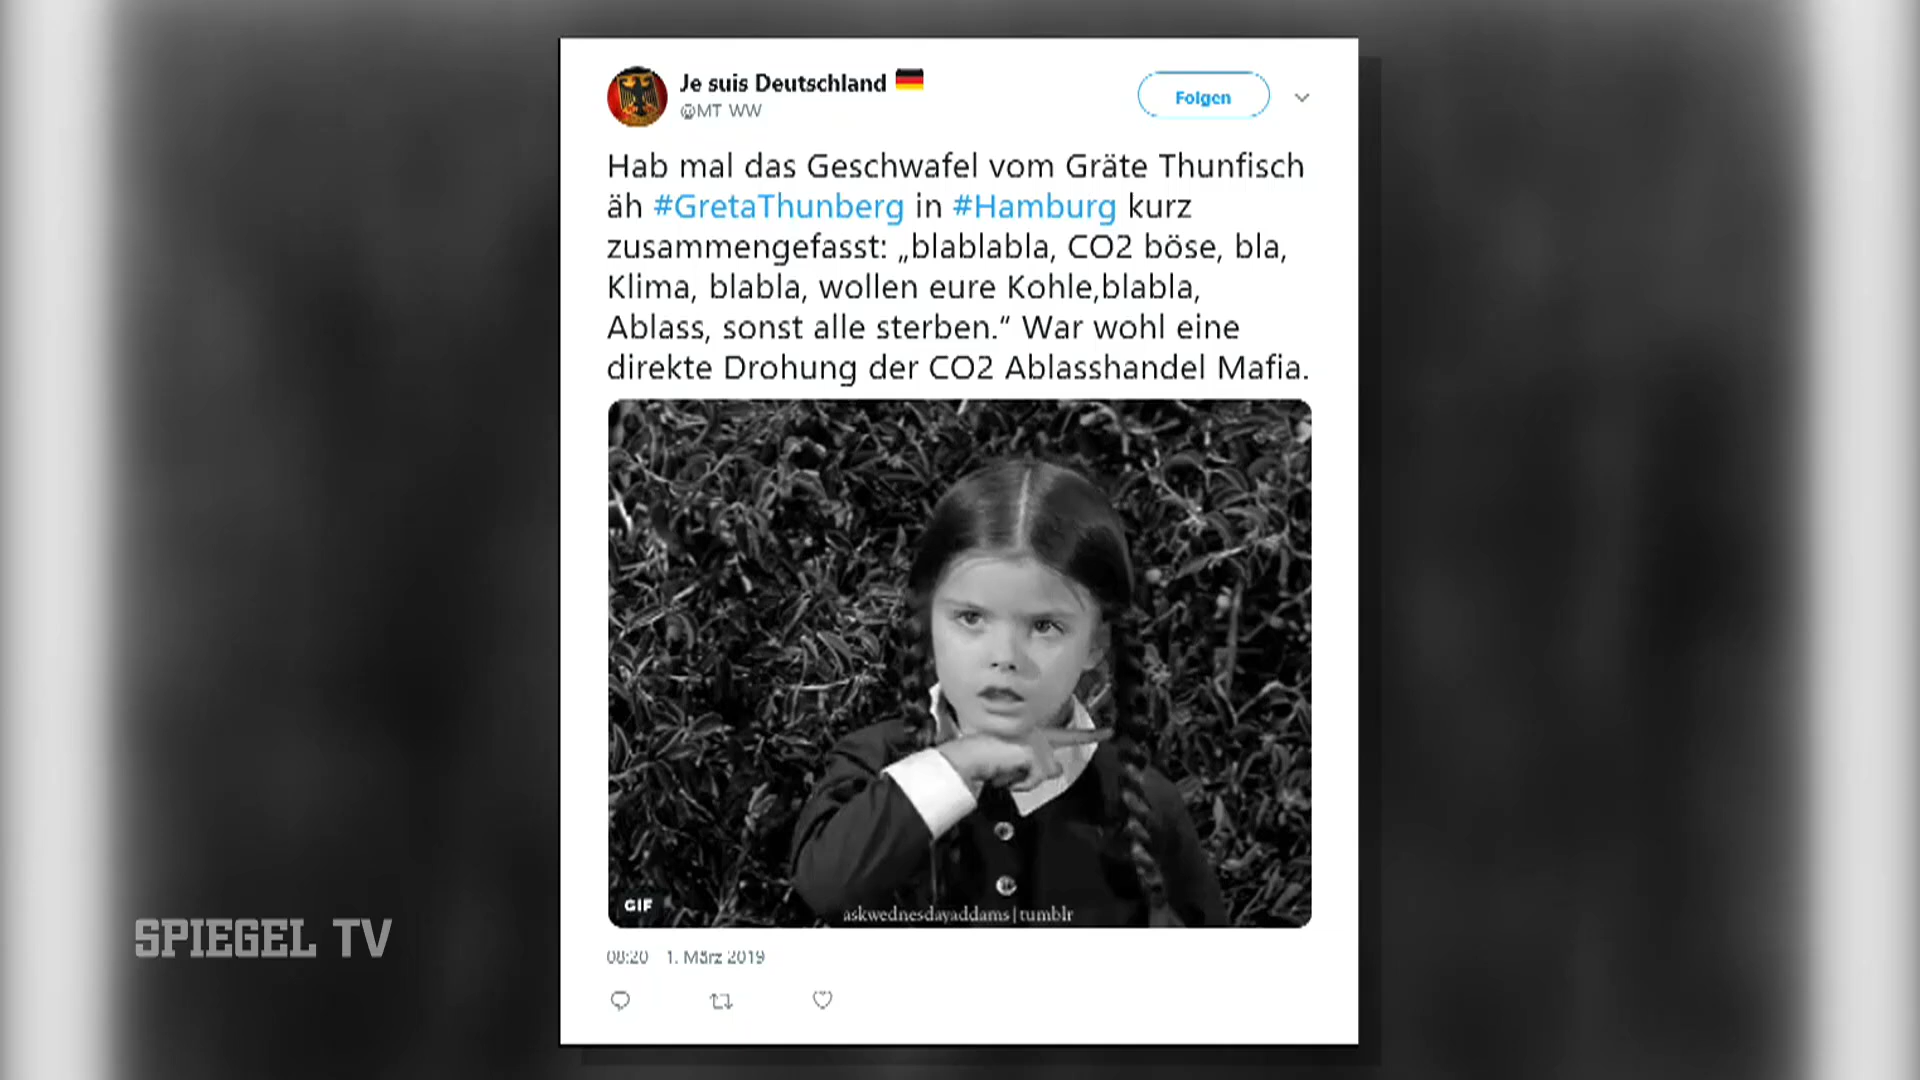 Je suis Deutschland
@MT WW
Folgen
Hab mal das Geschwafel vom Gräte Thunfisch
äh #GretaThunberg in #Hamburg kurz
zusammengefasst: „blablabla, CO2 böse, bla,
Klima, blabla, wollen eure Kohle,blabla,
Ablass, sonst alle sterben.“ War wohl eine
direkte Drohung der CO2 Ablasshandel Mafia.
GIF
askwednesdayaddams|tumblr
SPIEGEL TV
08:20 1. März 2019